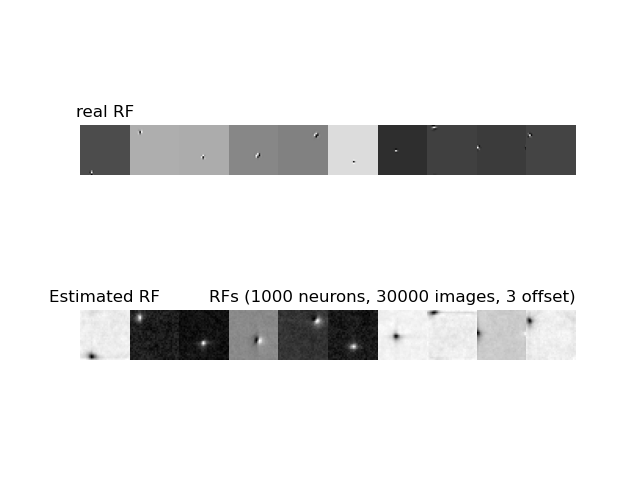 real RF
Estimated RF
RFs (1000 neurons, 30000 images, 3 offset)